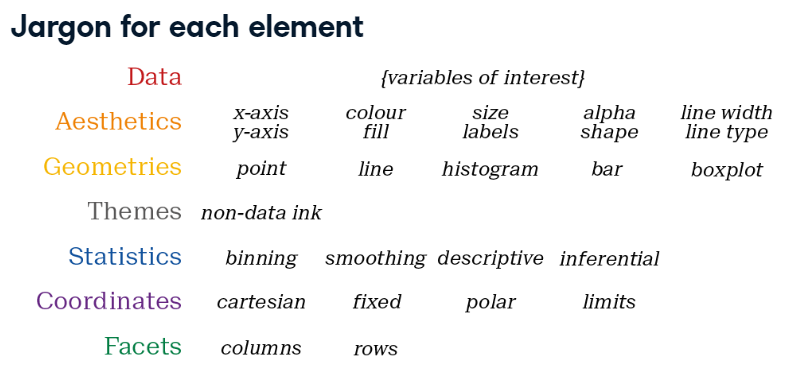 Jargon for each element
Data {variables of interest}
Aesthetics x-axis colour size alpha line width
y-axis fill labels shape line type
Geometries point line histogram bar boxplot
Themes non-data ink
Statistics binning smoothing descriptive inferential
Coordinates cartesian fixed polar limits
Facets columns rows